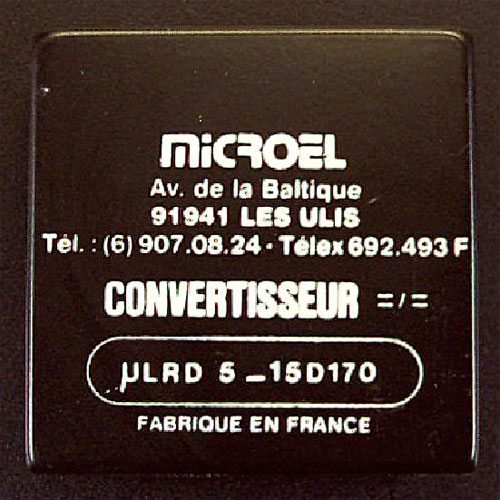 MiCROEL
Av. de la Baltique
91941 LES ULIS
Tél. : (6) 907.08.24 · Télex 692.493 F
CONVERTISSEUR =/=
µLRD 5 _15D170
FABRIQUE EN FRANCE